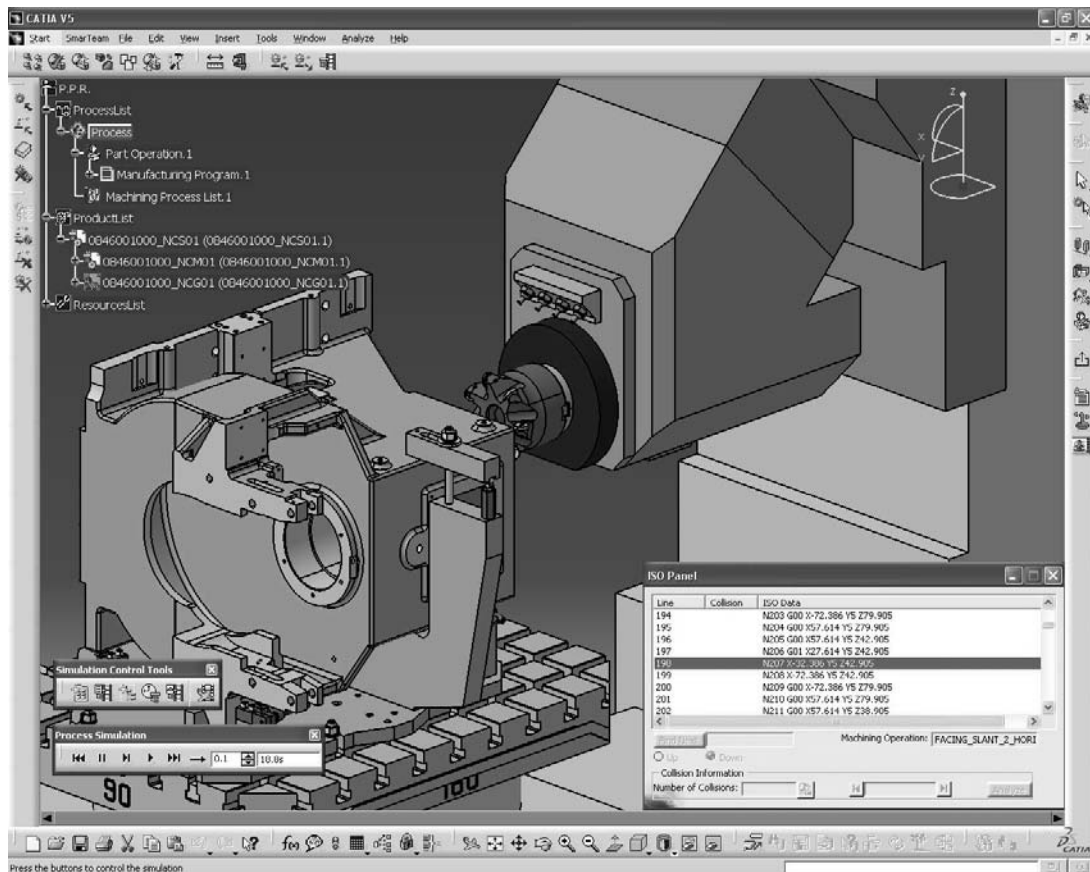 CATIA V5
Start SmarTeam File Edit View Insert Tools Window Analyze Help
P.P.R.
ProcessList
Process
Part Operation.1
Manufacturing Program.1
Machining Process List.1
ProductList
0846001000_NCS01 (0846001000_NCS01.1)
0846001000_NCM01 (0846001000_NCM01.1)
0846001000_NCG01 (0846001000_NCG01.1)
ResourcesList
z
x
y
ISO Panel
Line Collision ISO Data
194 N203 G00 X-72.386 Y5 Z79.905
195 N204 G00 X57.614 Y5 Z79.905
196 N205 G00 X57.614 Y5 Z42.905
197 N206 G01 X27.614 Y5 Z42.905
198 N207 X-32.386 Y5 Z42.905
199 N208 X-72.386 Y5 Z42.905
200 N209 G00 X-72.386 Y5 Z79.905
201 N210 G00 X57.614 Y5 Z79.905
202 N211 G00 X57.614 Y5 Z38.905
Machining Operation: FACING_SLANT_2_HORI
Up Down
Collision Information
Number of Collisions:
Analyze
Simulation Control Tools
Process Simulation
0.1 18.8s
90
f(x)
CATIA
Press the buttons to control the simulation